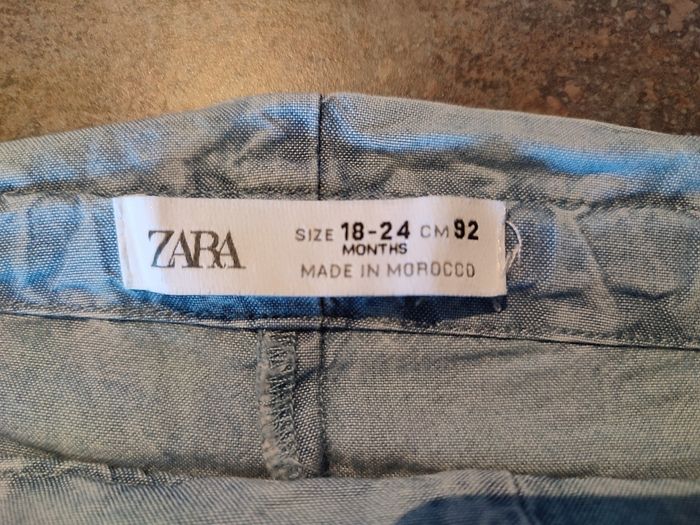 ZARA
SIZE 18-24 CM 92
MONTHS
MADE IN MOROCCO